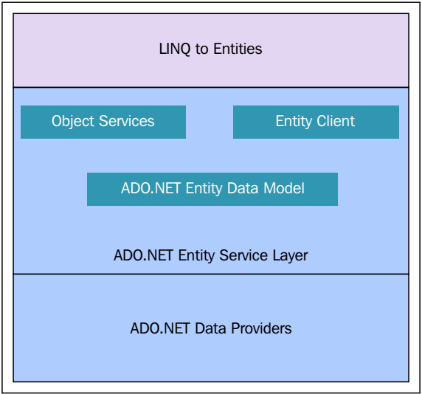 LINQ to Entities
Object Services
Entity Client
ADO.NET Entity Data Model
ADO.NET Entity Service Layer
ADO.NET Data Providers